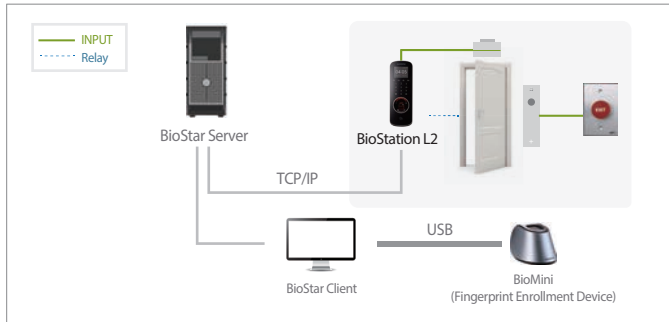 INPUT
Relay
BioStar Server
BioStation L2
EXIT
TCP/IP
USB
BioStar Client
BioMini
(Fingerprint Enrollment Device)